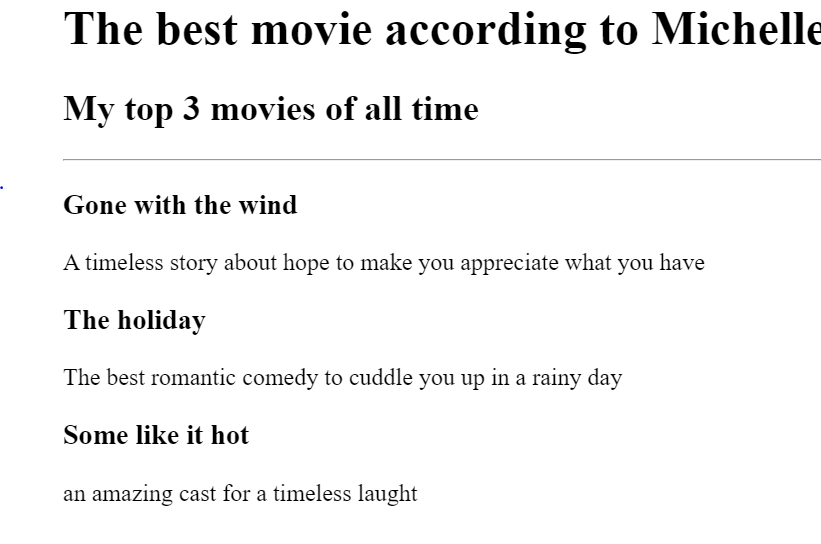 The best movie according to Michelle
My top 3 movies of all time
Gone with the wind
A timeless story about hope to make you appreciate what you have
The holiday
The best romantic comedy to cuddle you up in a rainy day
Some like it hot
an amazing cast for a timeless laught